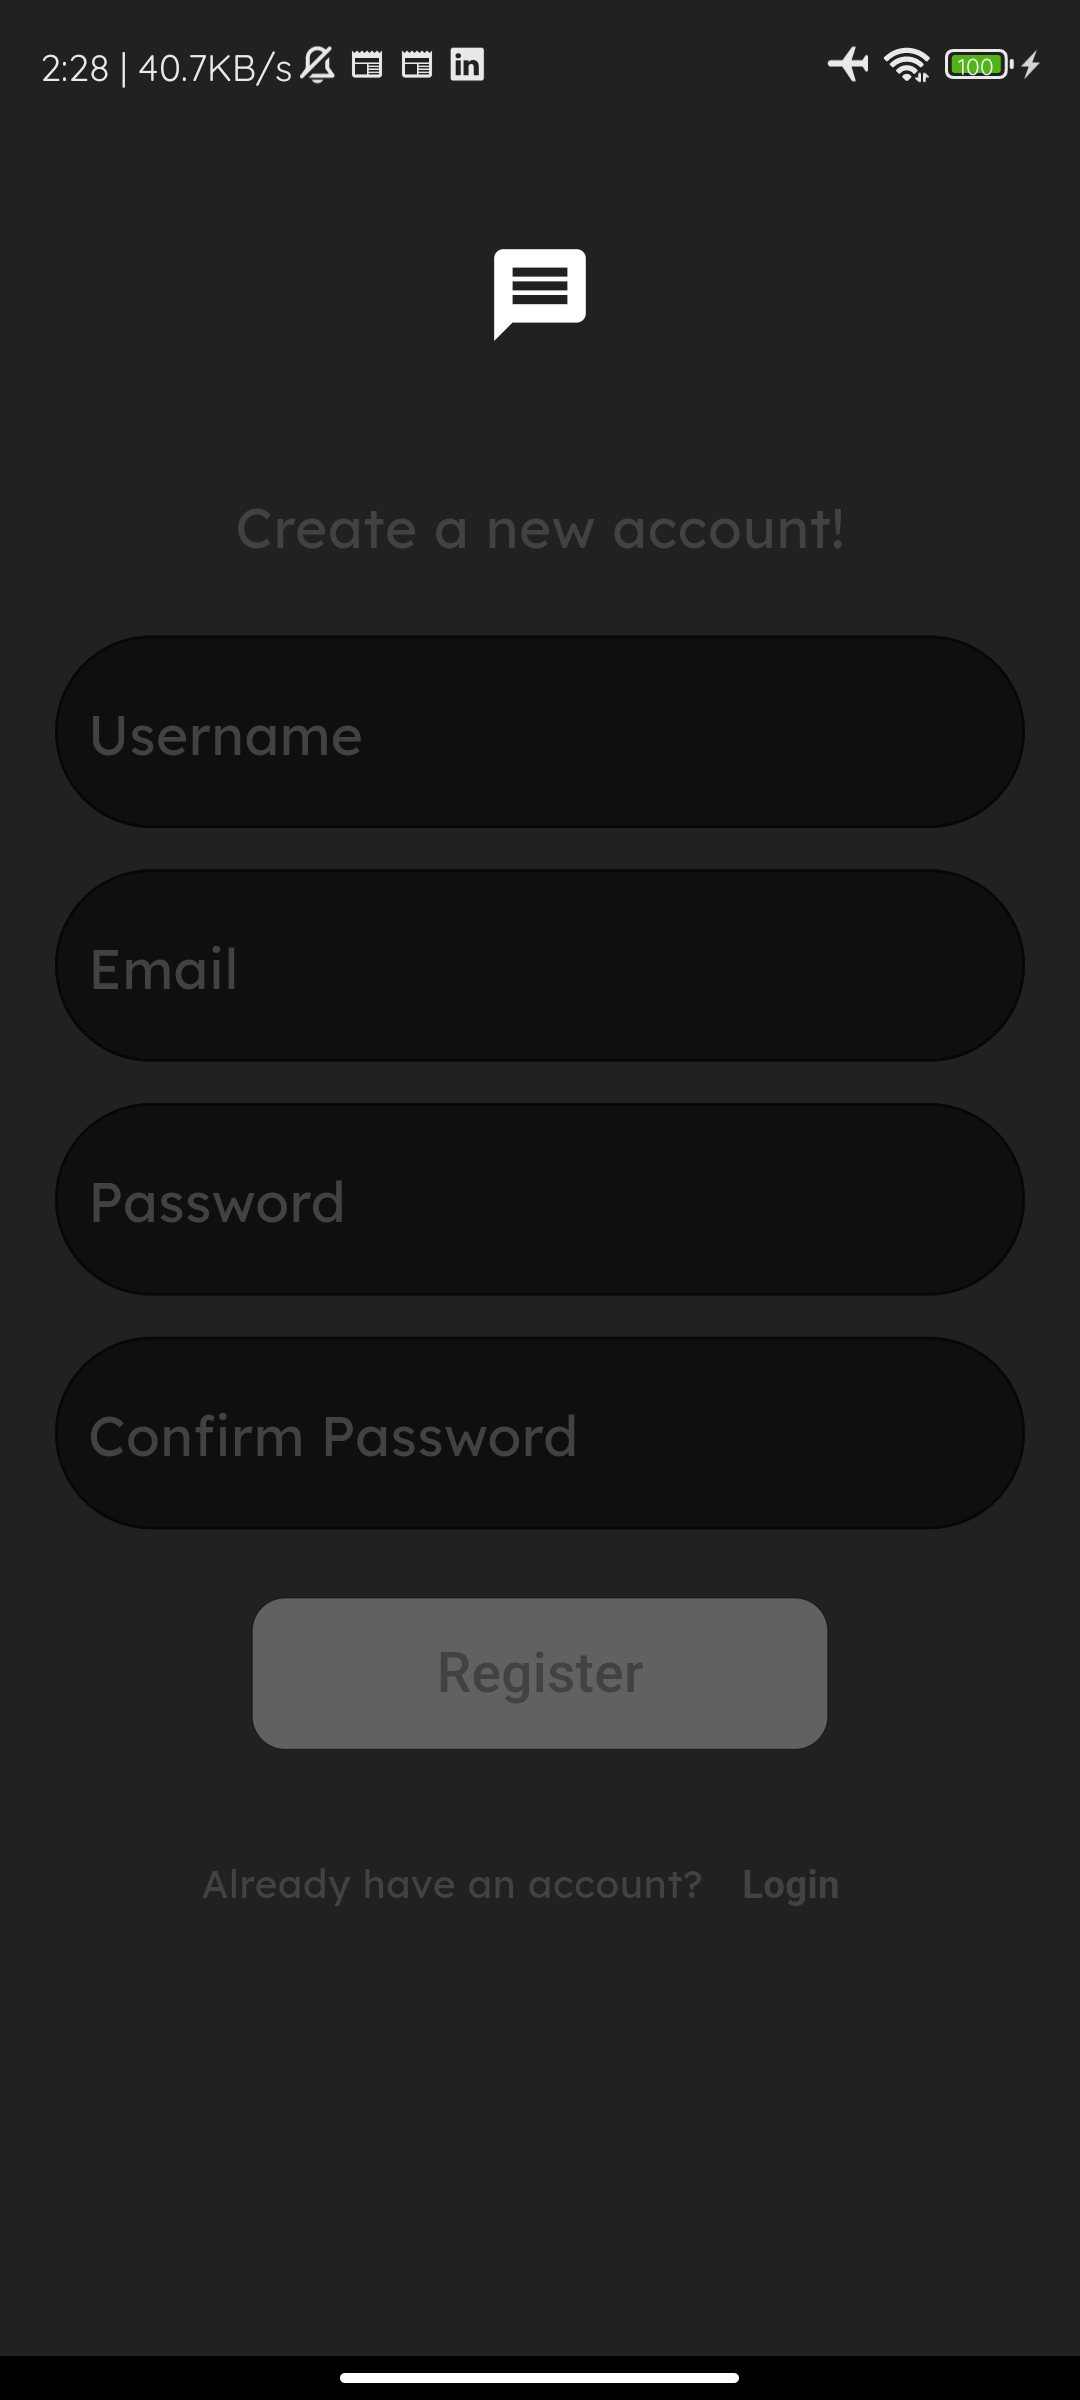 2:28 | 40.7KB/s in 100
Create a new account!
Username
Email
Password
Confirm Password
Register
Already have an account? Login